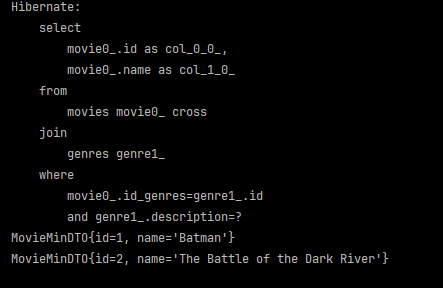 Hibernate:
    select
        movie0_.id as col_0_0_,
        movie0_.name as col_1_0_
    from
        movies movie0_ cross
    join
        genres genre1_
    where
        movie0_.id_genres=genre1_.id
        and genre1_.description=?
MovieMinDTO{id=1, name='Batman'}
MovieMinDTO{id=2, name='The Battle of the Dark River'}